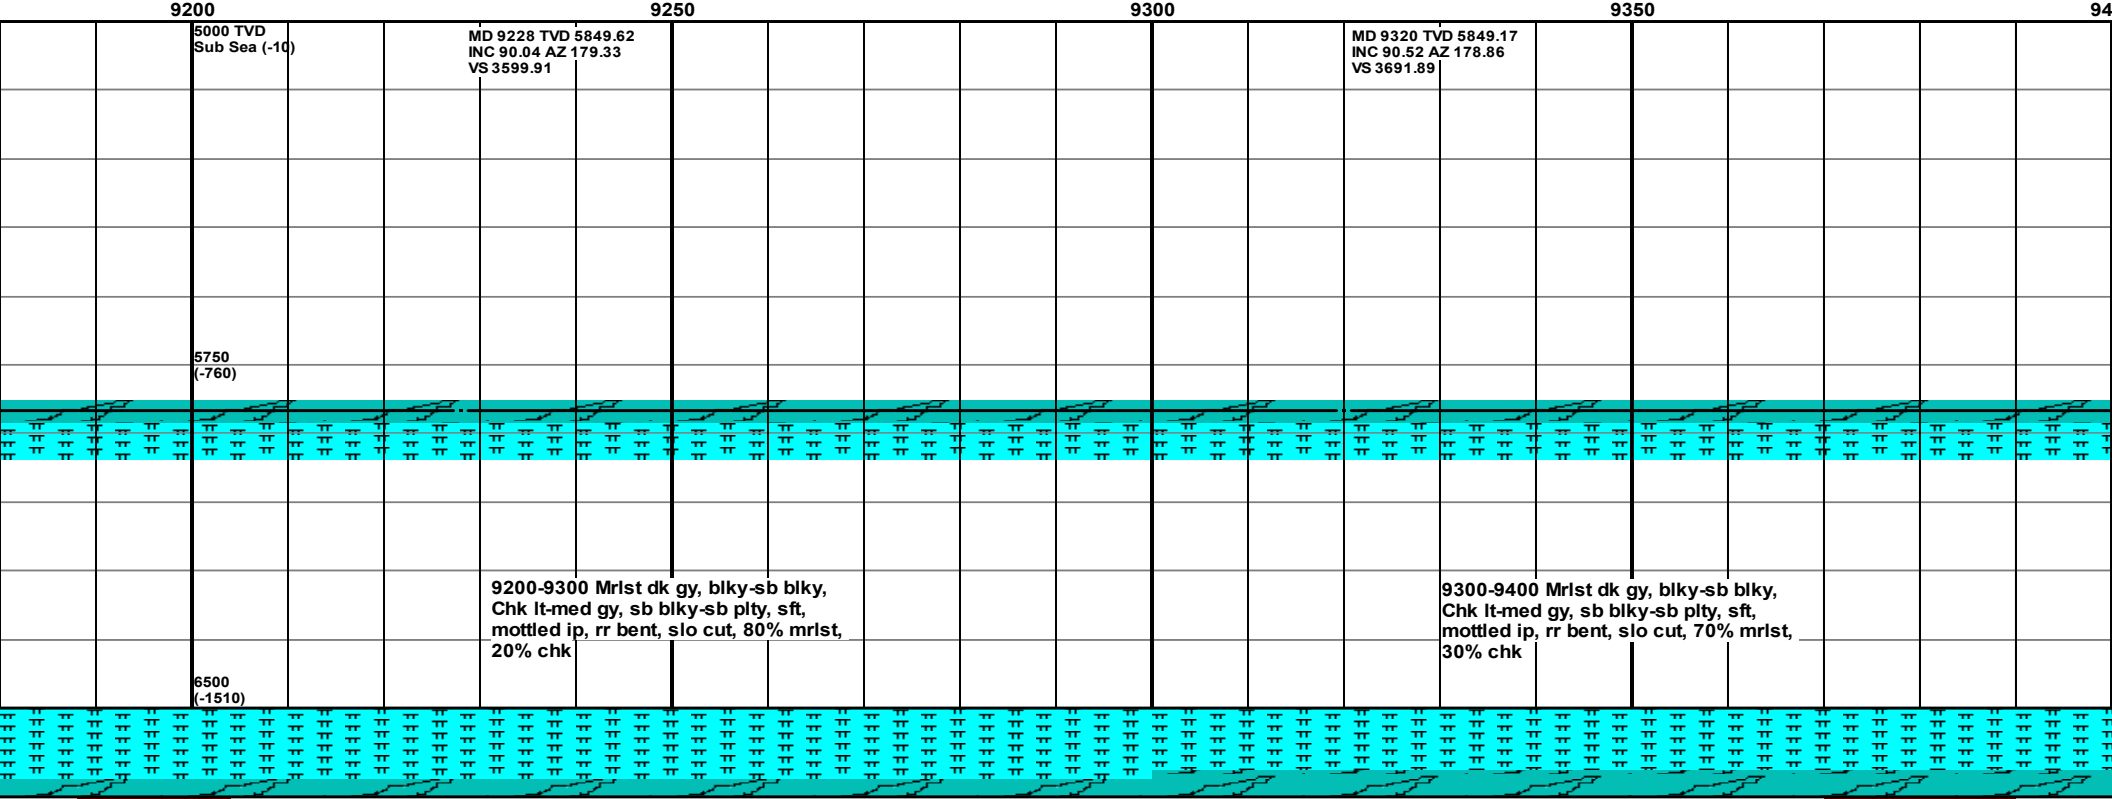 9200 9250 9300 9350 94
5000 TVD
Sub Sea (-10)
MD 9228 TVD 5849.62
INC 90.04 AZ 179.33
VS 3599.91
MD 9320 TVD 5849.17
INC 90.52 AZ 178.86
VS 3691.89
5750
(-760)
9200-9300 Mrlst dk gy, blky-sb blky,
Chk lt-med gy, sb blky-sb plty, sft,
mottled ip, rr bent, slo cut, 80% mrlst,
20% chk
9300-9400 Mrlst dk gy, blky-sb blky,
Chk lt-med gy, sb blky-sb plty, sft,
mottled ip, rr bent, slo cut, 70% mrlst,
30% chk
6500
(-1510)